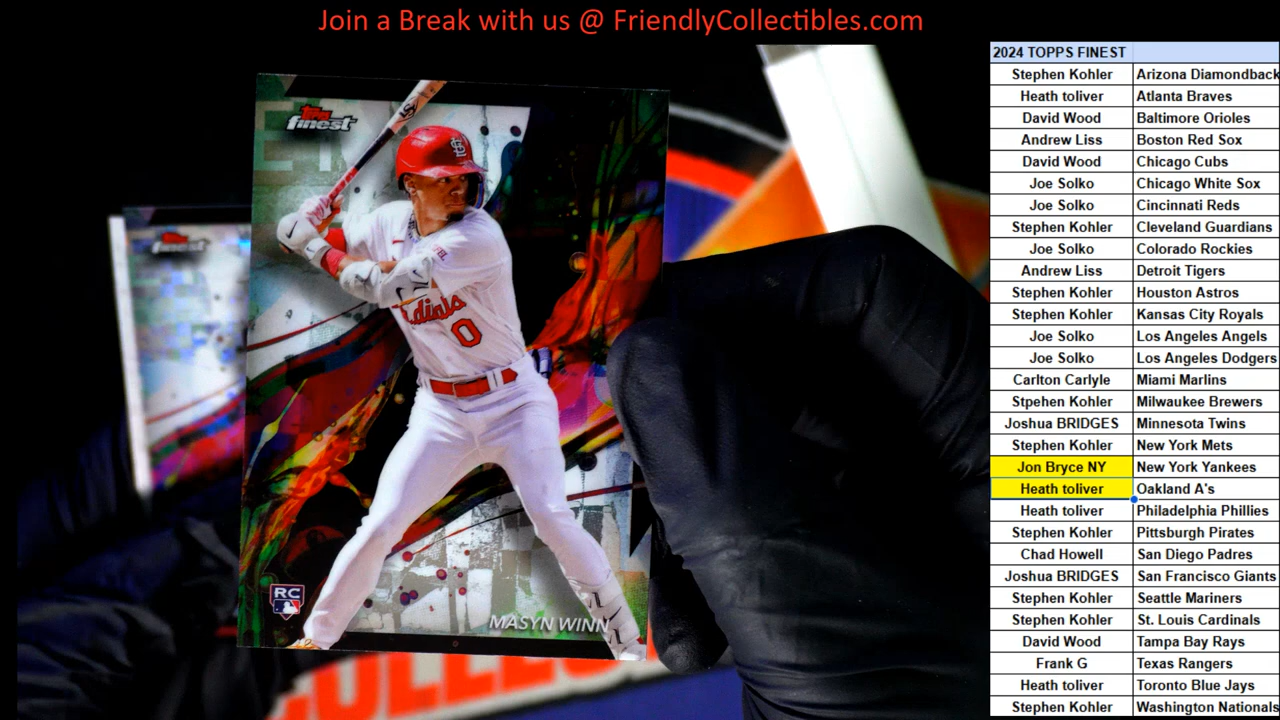 Join a Break with us @ FriendlyCollectibles.com
Topps
finest
Topps
finest
0
RC
MASYN WINN
2024 TOPPS FINEST
Stephen Kohler Arizona Diamondback
Heath toliver Atlanta Braves
David Wood Baltimore Orioles
Andrew Liss Boston Red Sox
David Wood Chicago Cubs
Joe Solko Chicago White Sox
Joe Solko Cincinnati Reds
Stephen Kohler Cleveland Guardians
Joe Solko Colorado Rockies
Andrew Liss Detroit Tigers
Stephen Kohler Houston Astros
Stephen Kohler Kansas City Royals
Joe Solko Los Angeles Angels
Joe Solko Los Angeles Dodgers
Carlton Carlyle Miami Marlins
Stpehen Kohler Milwaukee Brewers
Joshua BRIDGES Minnesota Twins
Stephen Kohler New York Mets
Jon Bryce NY New York Yankees
Heath toliver Oakland A's
Heath toliver Philadelphia Phillies
Stephen Kohler Pittsburgh Pirates
Chad Howell San Diego Padres
Joshua BRIDGES San Francisco Giants
Stephen Kohler Seattle Mariners
Stephen Kohler St. Louis Cardinals
David Wood Tampa Bay Rays
Frank G Texas Rangers
Heath toliver Toronto Blue Jays
Stephen Kohler Washington Nationals